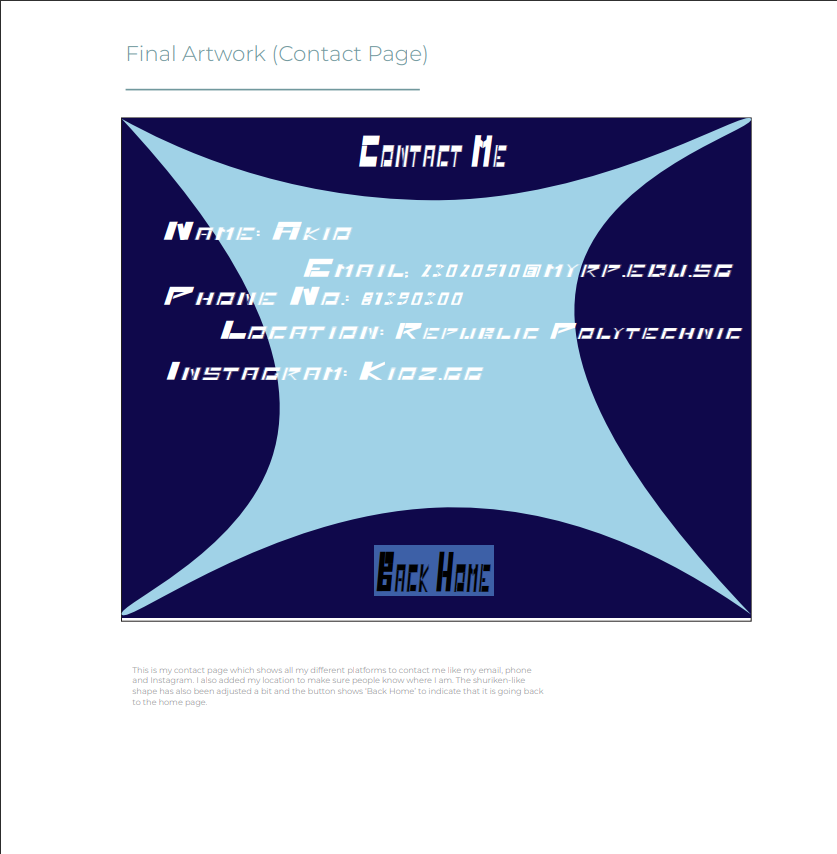 Final Artwork (Contact Page)
Contact Me
Name: Akid
Email: 23020510@myrp.edu.sg
Phone No.:
Location: Republic Polytechnic
Instagram: Kidz.gg
Back Home
This is my contact page which shows all my different platforms to contact me like my email, phone
and Instagram. I also added my location to make sure people know where I am. The shuriken-like
shape has also been adjusted a bit and the button shows 'Back Home' to indicate that it is going back
to the home page.